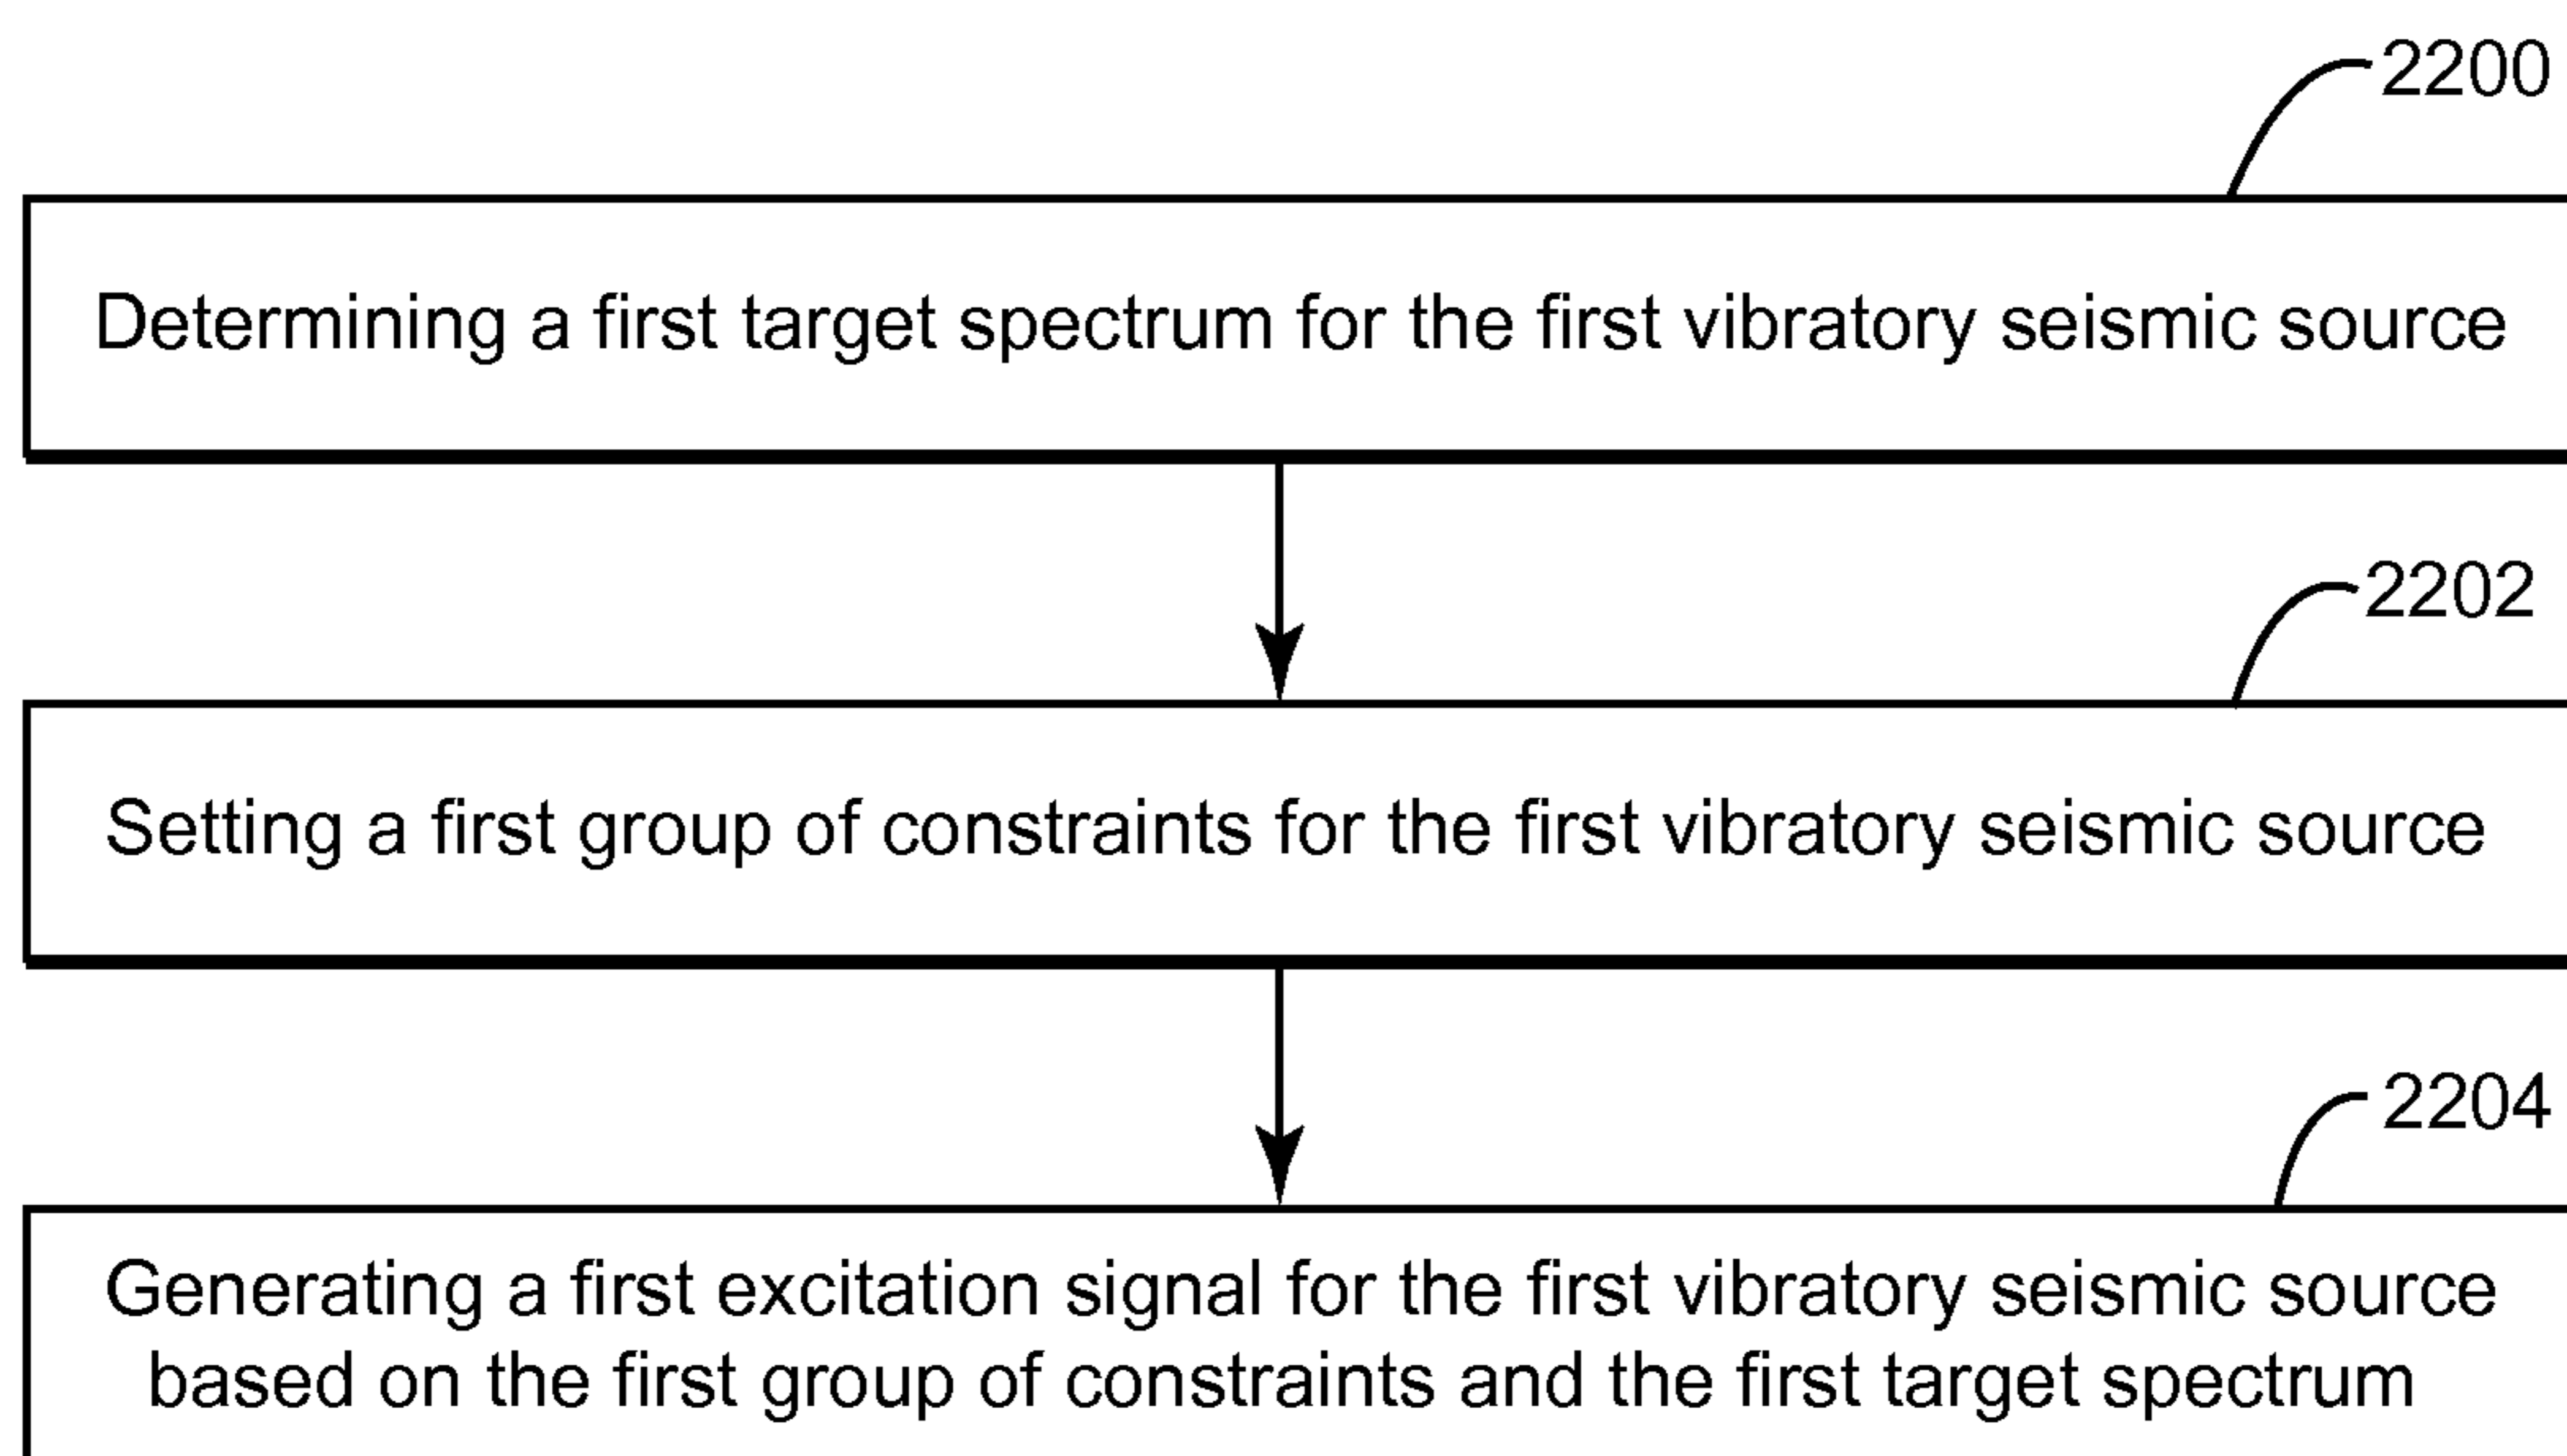 2200
Determining a first target spectrum for the first vibratory seismic source
2202
Setting a first group of constraints for the first vibratory seismic source
2204
Generating a first excitation signal for the first vibratory seismic source
based on the first group of constraints and the first target spectrum